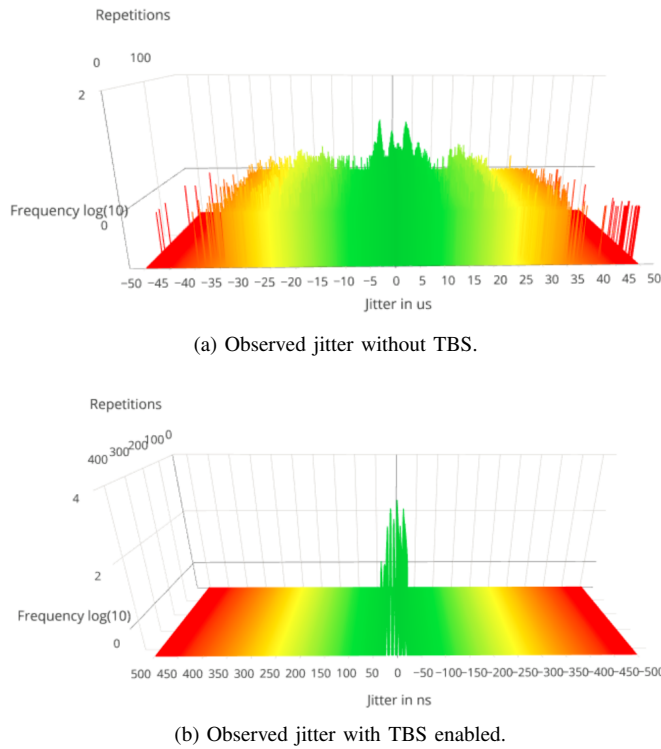 Repetitions
0 100
2
Frequency log(10)
0
−50 −45 −40 −35 −30 −25 −20 −15 −10 −5 0 5 10 15 20 25 30 35 40 45 50
Jitter in us
(a) Observed jitter without TBS.
Repetitions
400 300 200 100 0
4
2
Frequency log(10)
0
500 450 400 350 300 250 200 150 100 50 0 −50 −100 −150 −200 −250 −300 −350 −400 −450 −500
Jitter in ns
(b) Observed jitter with TBS enabled.